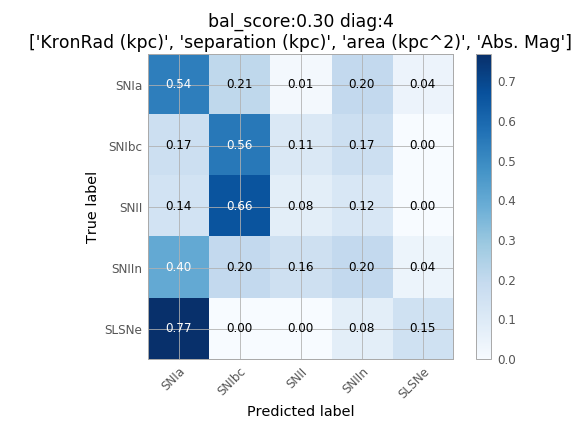 bal_score:0.30 diag:4
['KronRad (kpc)', 'separation (kpc)', 'area (kpc^2)', 'Abs. Mag']
SNIa 0.54 0.21 0.01 0.20 0.04
SNIbc 0.17 0.56 0.11 0.17 0.00
SNII 0.14 0.66 0.08 0.12 0.00
SNIIn 0.40 0.20 0.16 0.20 0.04
SLSNe 0.77 0.00 0.00 0.08 0.15
True label
SNIa SNIbc SNII SNIIn SLSNe
Predicted label
0.7
0.6
0.5
0.4
0.3
0.2
0.1
0.0